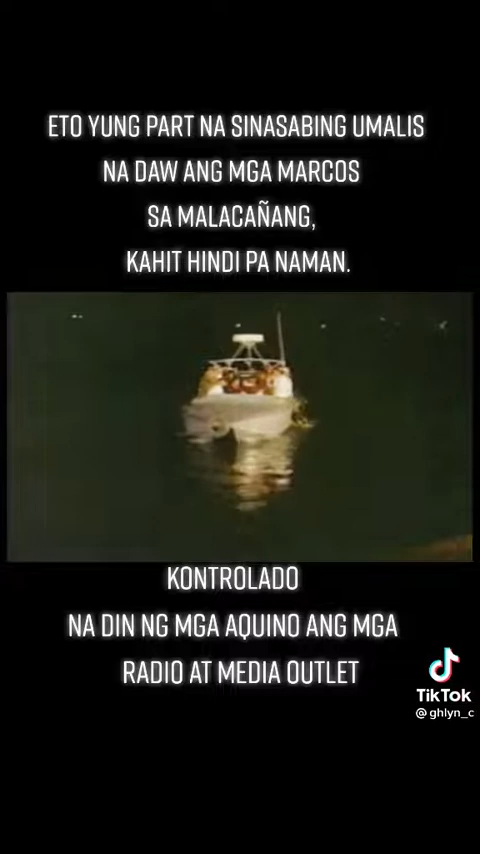 ETO YUNG PART NA SINASABING UMALIS
NA DAW ANG MGA MARCOS
SA MALACAÑANG,
KAHIT HINDI PA NAMAN.
KONTROLADO
NA DIN NG MGA AQUINO ANG MGA
RADIO AT MEDIA OUTLET
TikTok
@ghlyn_c